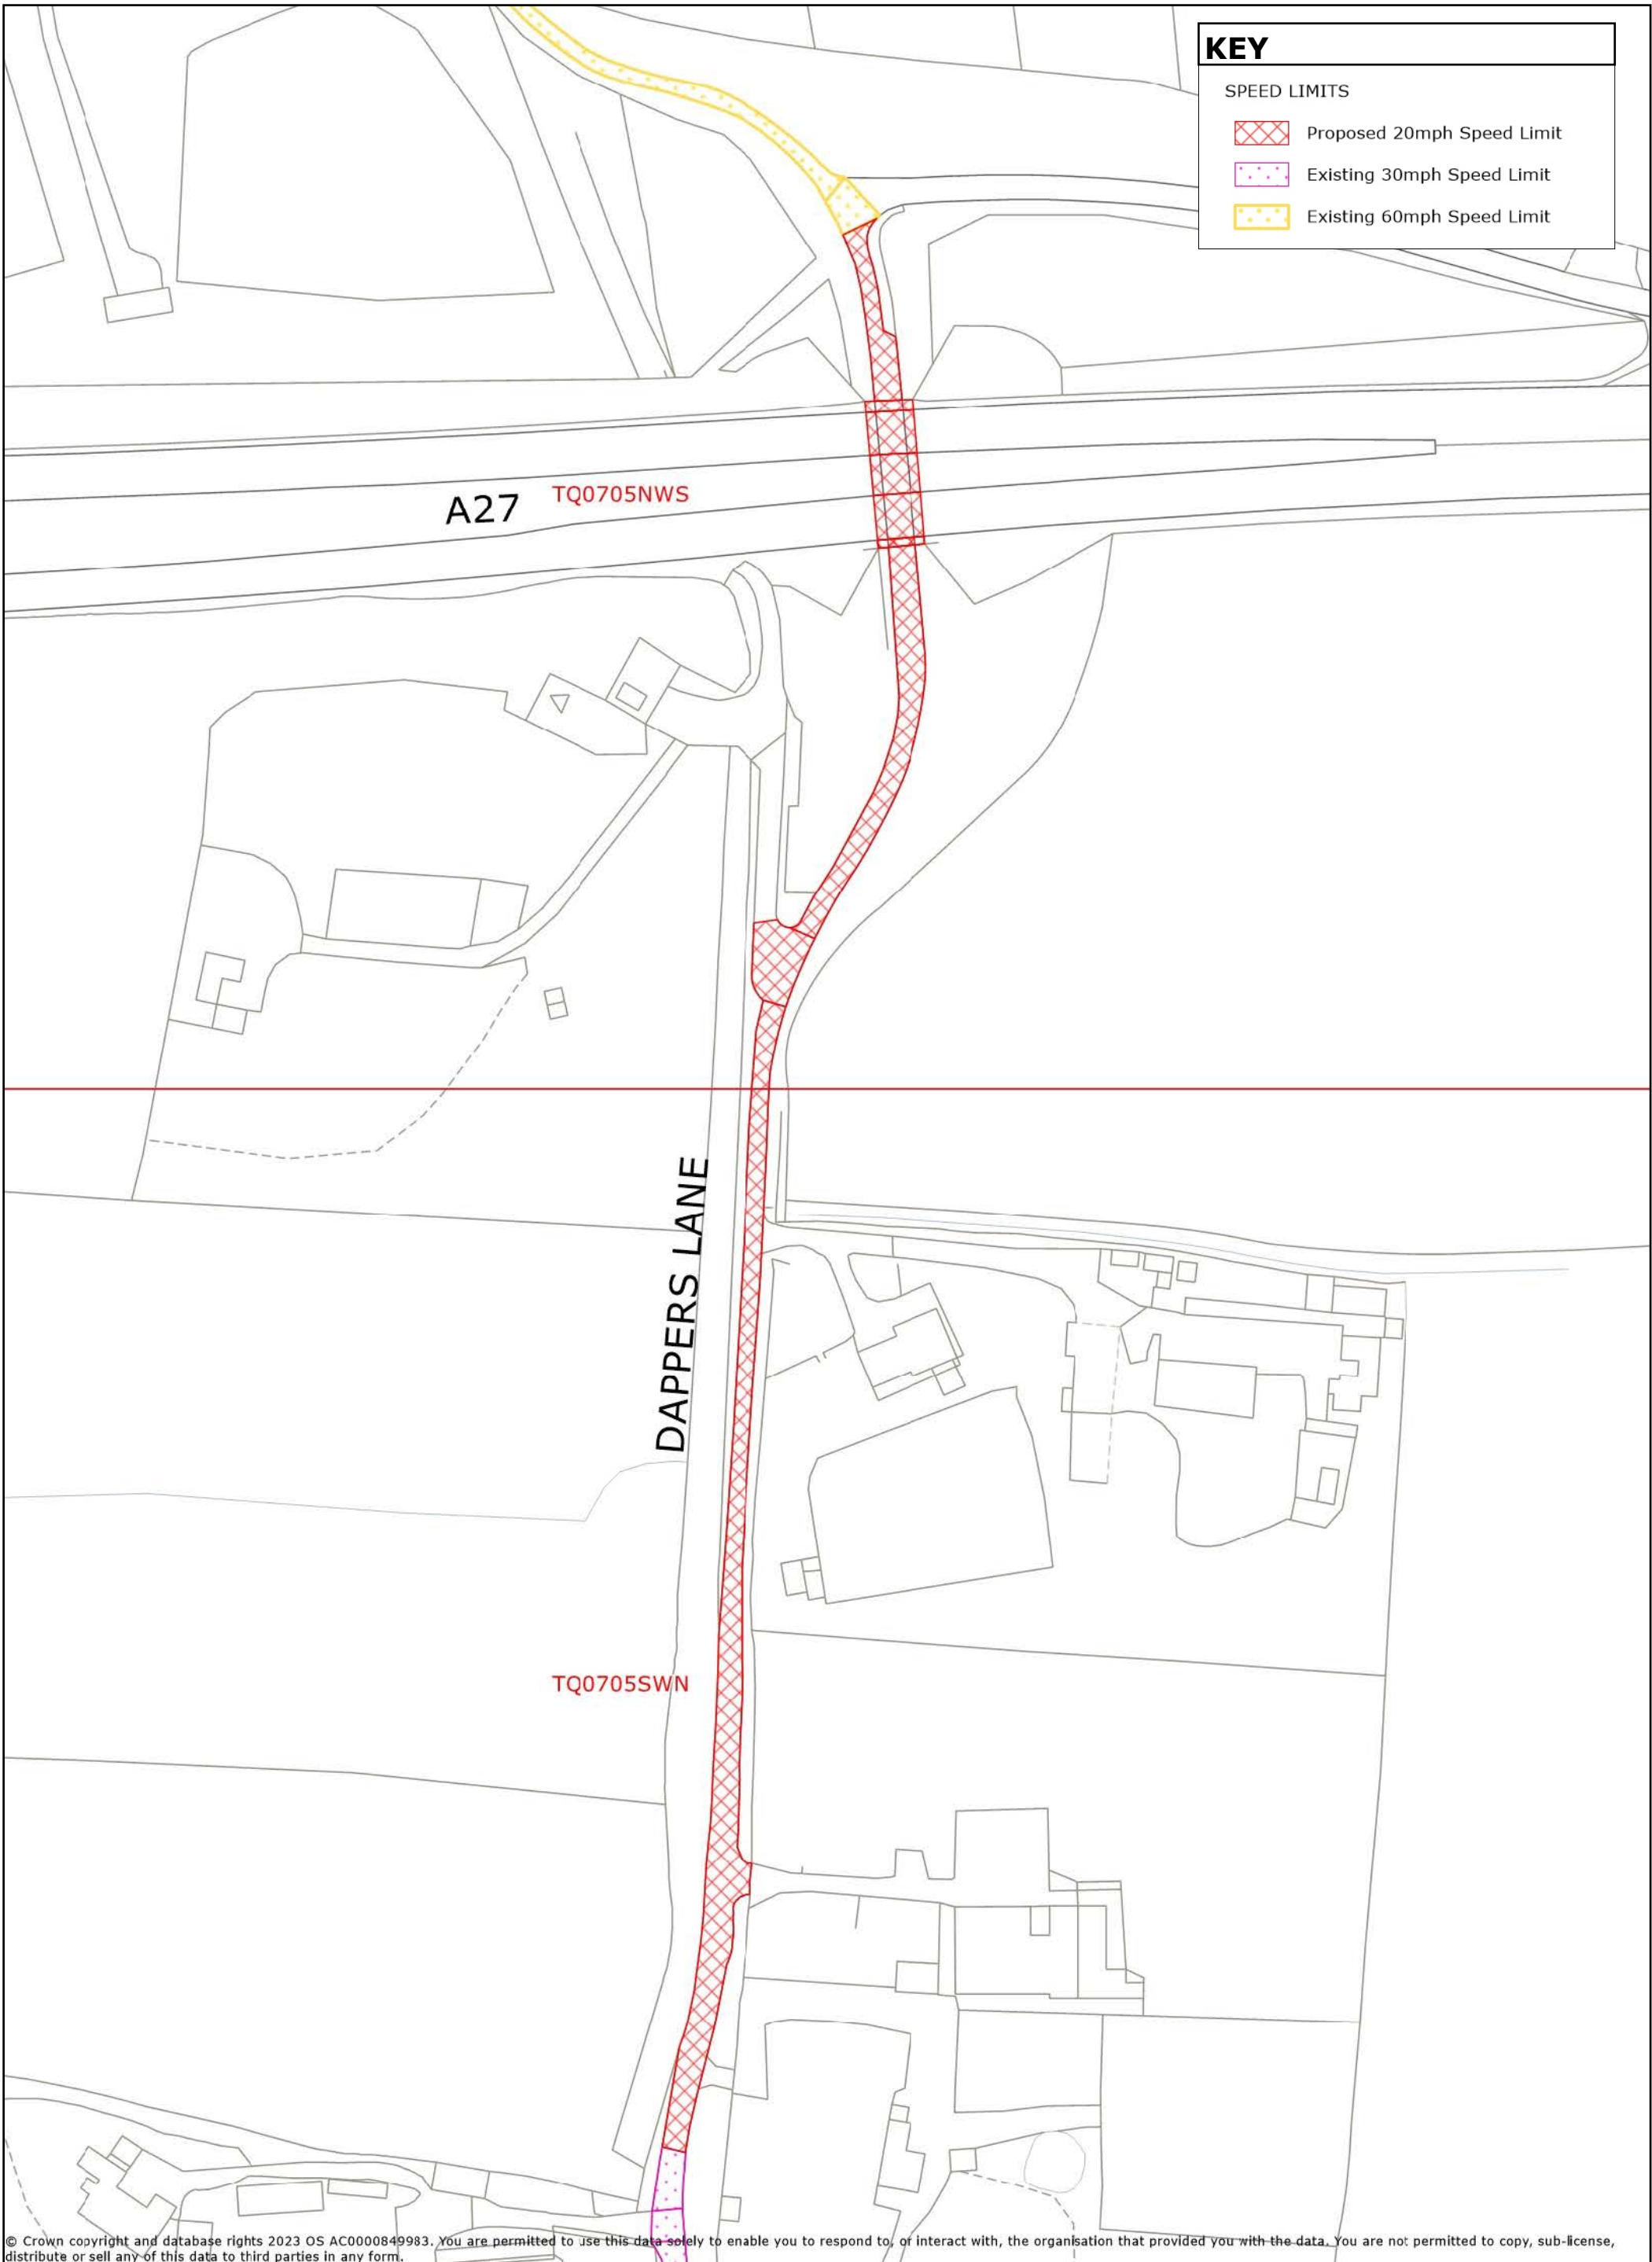 KEY
SPEED LIMITS
Proposed 20mph Speed Limit
Existing 30mph Speed Limit
Existing 60mph Speed Limit
A27
TQ0705NWS
DAPPERS LANE
TQ0705SWN
© Crown copyright and database rights 2023 OS AC0000849983. You are permitted to use this data solely to enable you to respond to, or interact with, the organisation that provided you with the data. You are not permitted to copy, sub-license,
distribute or sell any of this data to third parties in any form.